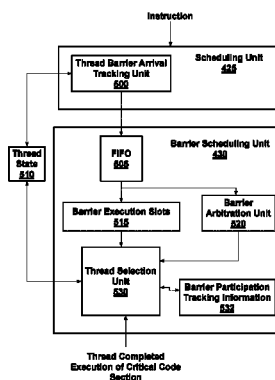 Instruction
Thread Barrier Arrival
Tracking Unit
500
Scheduling Unit
425
Thread
State
510
FIFO
505
Barrier Scheduling Unit
430
Barrier Execution Slots
515
Barrier
Arbitration Unit
520
Thread Selection
Unit
530
Barrier Participation
Tracking Information
532
Thread Completed
Execution of Critical Code
Section